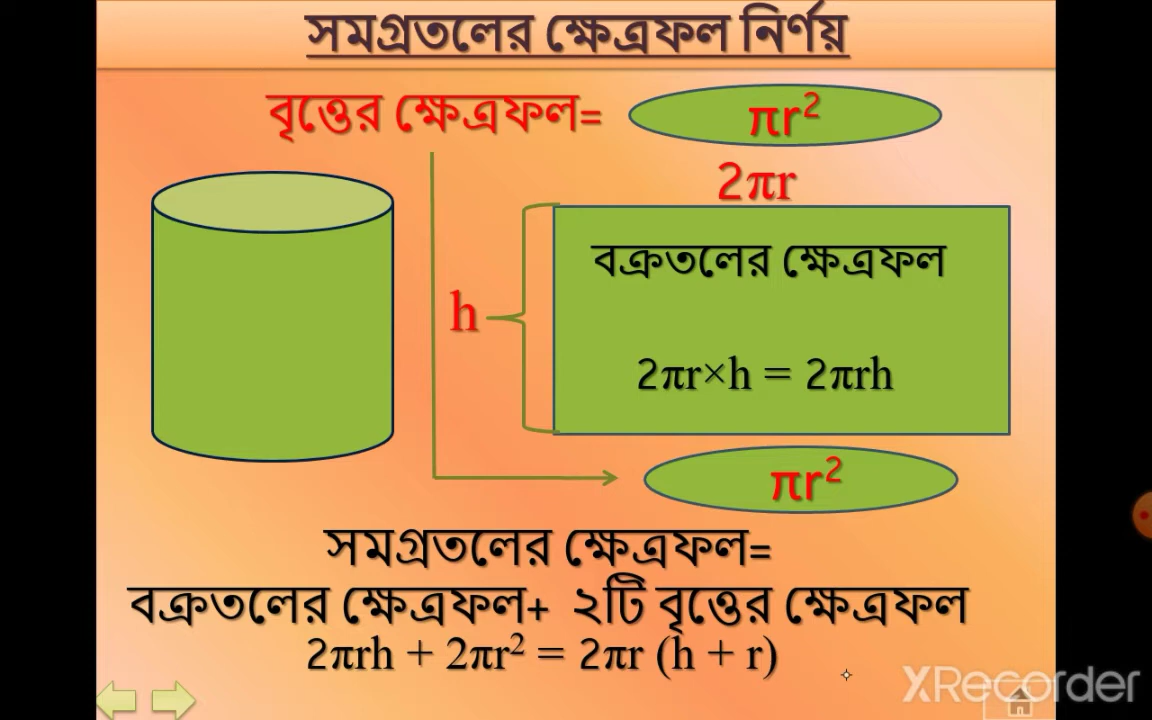 সমগ্রতলের ক্ষেত্রফল নির্ণয়
বৃত্তের ক্ষেত্রফল= πr²
2πr
বক্রতলের ক্ষেত্রফল
h
2πr×h = 2πrh
πr²
সমগ্রতলের ক্ষেত্রফল=
বক্রতলের ক্ষেত্রফল+ ২টি বৃত্তের ক্ষেত্রফল
2πrh + 2πr² = 2πr (h + r)
XRecorder